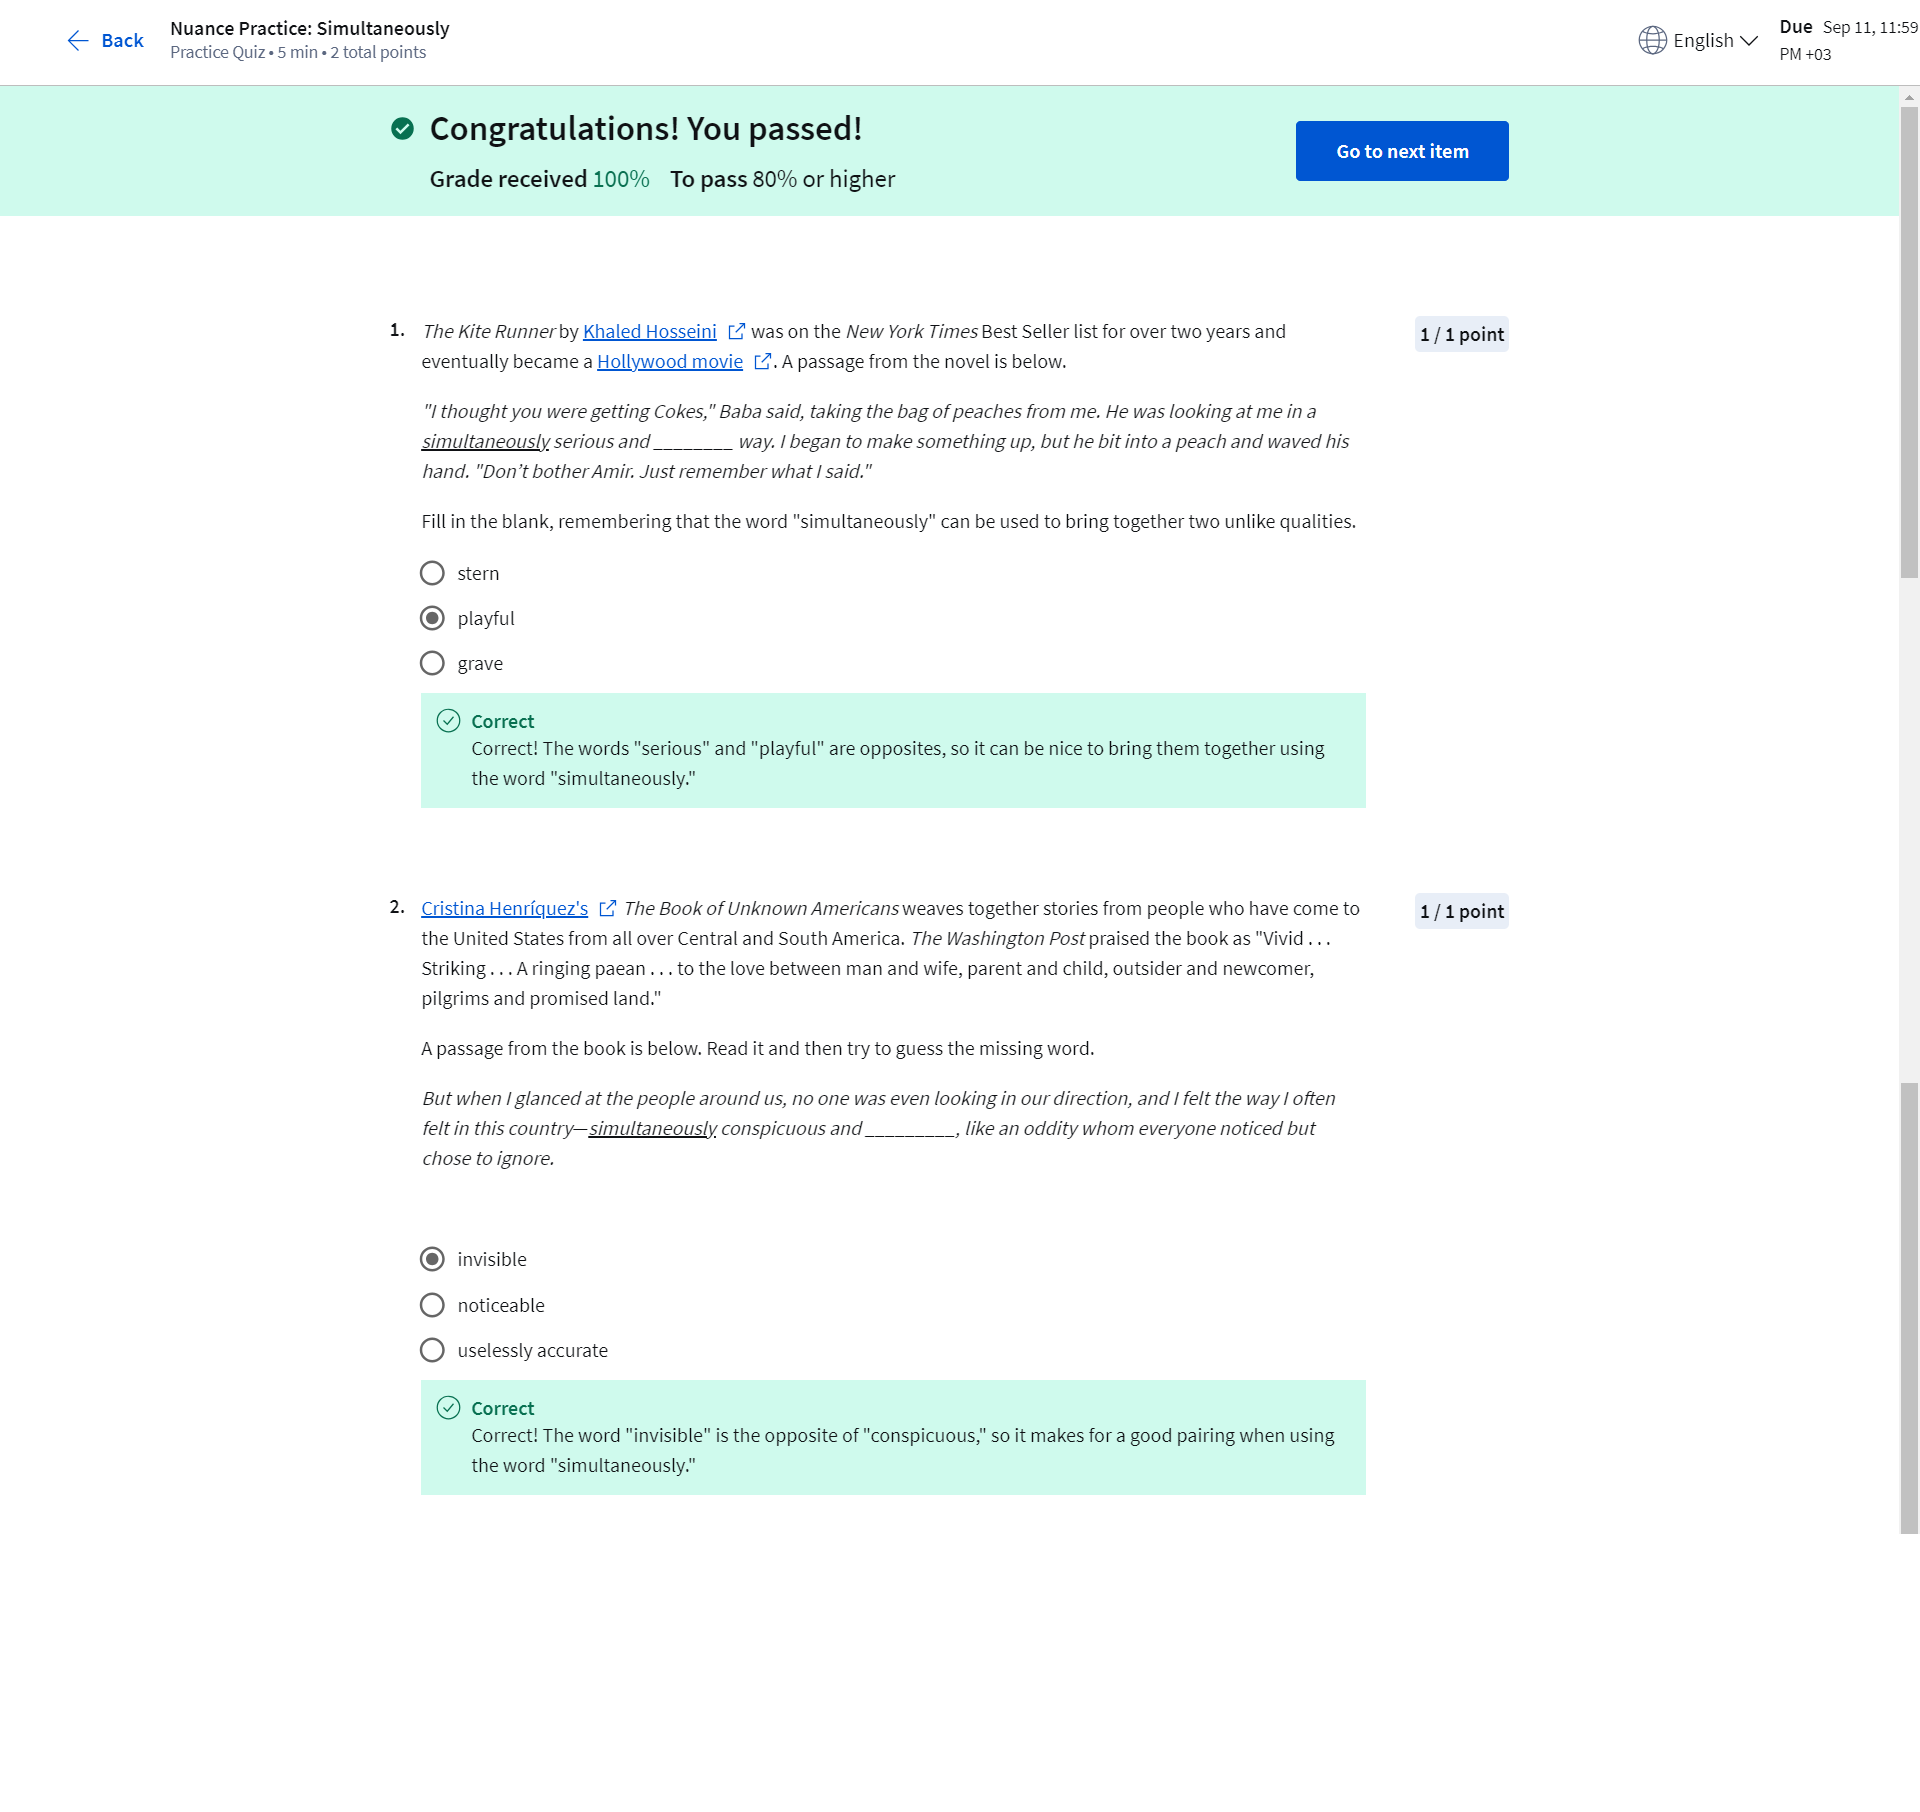 Back
Nuance Practice: Simultaneously
Practice Quiz • 5 min • 2 total points
English
Due Sep 11, 11:59
PM +03
Congratulations! You passed!
Grade received 100% To pass 80% or higher
Go to next item
1. The Kite Runner by Khaled Hosseini was on the New York Times Best Seller list for over two years and
eventually became a Hollywood movie . A passage from the novel is below.
1 / 1 point
"I thought you were getting Cokes," Baba said, taking the bag of peaches from me. He was looking at me in a
simultaneously serious and ________ way. I began to make something up, but he bit into a peach and waved his
hand. "Don't bother Amir. Just remember what I said."
Fill in the blank, remembering that the word "simultaneously" can be used to bring together two unlike qualities.
stern
playful
grave
Correct
Correct! The words "serious" and "playful" are opposites, so it can be nice to bring them together using
the word "simultaneously."
2. Cristina Henríquez's The Book of Unknown Americans weaves together stories from people who have come to
the United States from all over Central and South America. The Washington Post praised the book as "Vivid . . .
Striking . . . A ringing paean . . . to the love between man and wife, parent and child, outsider and newcomer,
pilgrims and promised land."
1 / 1 point
A passage from the book is below. Read it and then try to guess the missing word.
But when I glanced at the people around us, no one was even looking in our direction, and I felt the way I often
felt in this country—simultaneously conspicuous and _________, like an oddity whom everyone noticed but
chose to ignore.
invisible
noticeable
uselessly accurate
Correct
Correct! The word "invisible" is the opposite of "conspicuous," so it makes for a good pairing when using
the word "simultaneously."